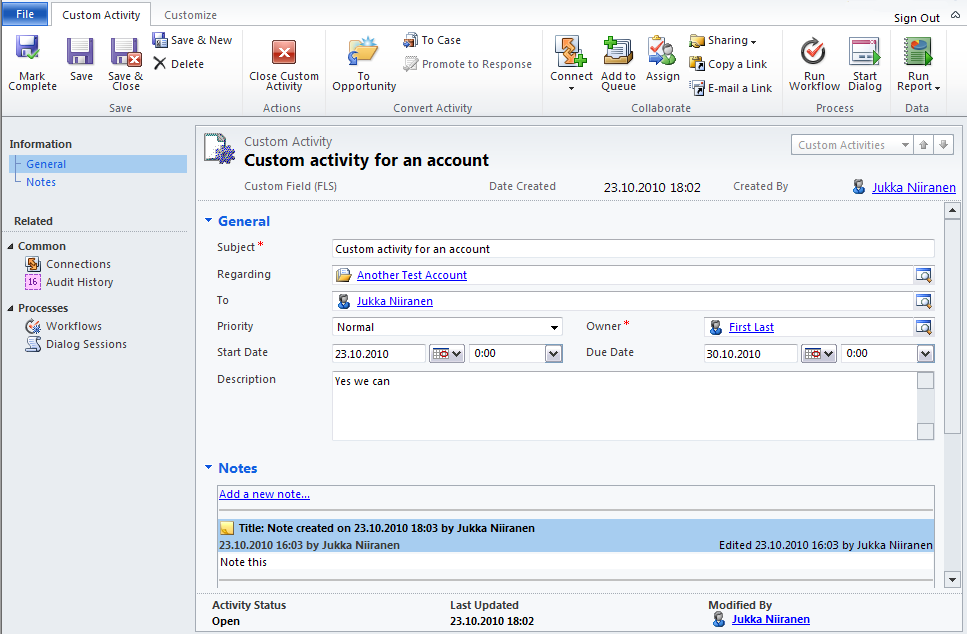 File Custom Activity Customize Sign Out
Mark Complete
Save
Save & Close
Save & New
Delete
Save
Close Custom Activity
Actions
To Opportunity
To Case
Promote to Response
Convert Activity
Connect
Add to Queue
Assign
Sharing
Copy a Link
E-mail a Link
Collaborate
Run Workflow
Start Dialog
Process
Run Report
Data
Information
General
Notes
Related
Common
Connections
16 Audit History
Processes
Workflows
Dialog Sessions
Custom Activity
Custom activity for an account
Custom Activities
Custom Field (FLS) Date Created 23.10.2010 18:02 Created By Jukka Niiranen
General
Subject * Custom activity for an account
Regarding Another Test Account
To Jukka Niiranen
Priority Normal Owner * First Last
Start Date 23.10.2010 0:00 Due Date 30.10.2010 0:00
Description Yes we can
Notes
Add a new note...
Title: Note created on 23.10.2010 18:03 by Jukka Niiranen
23.10.2010 16:03 by Jukka Niiranen Edited 23.10.2010 16:03 by Jukka Niiranen
Note this
Activity Status Last Updated Modified By
Open 23.10.2010 18:02 Jukka Niiranen